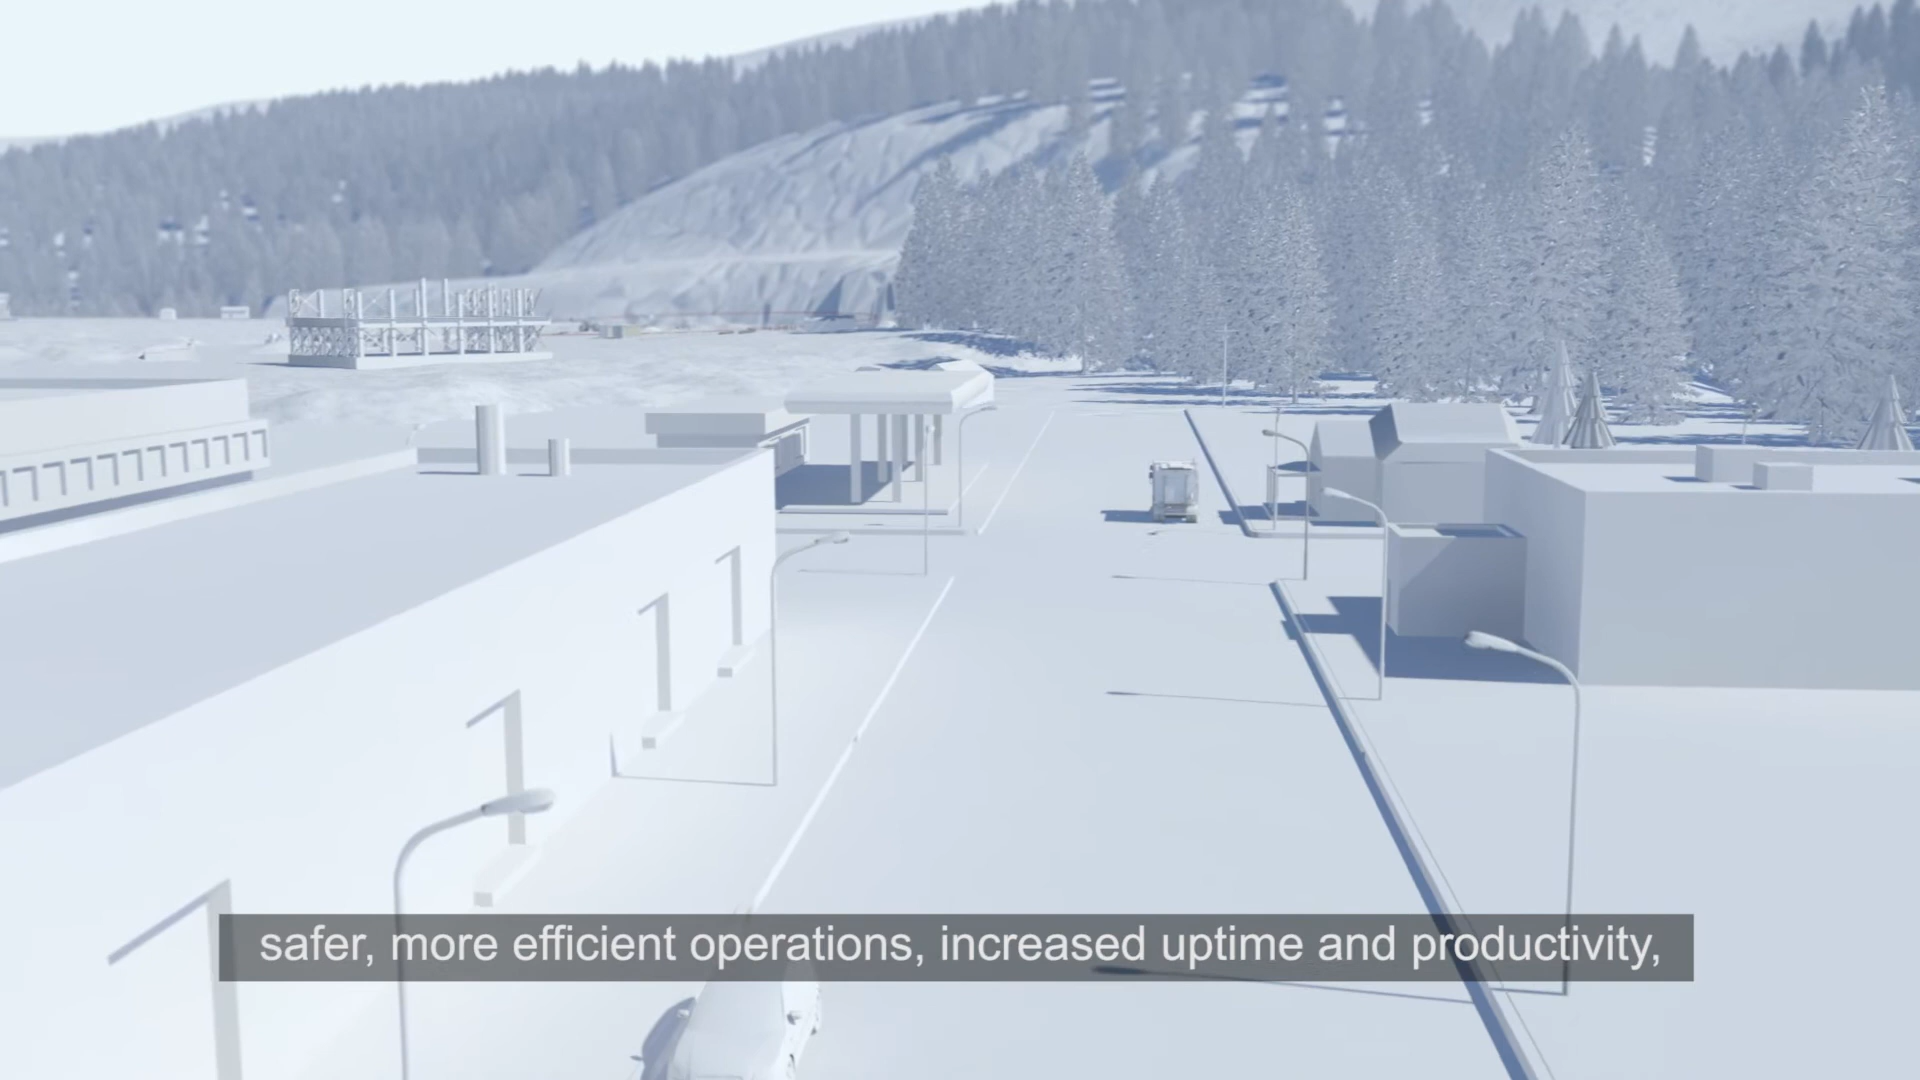 safer, more efficient operations, increased uptime and productivity,